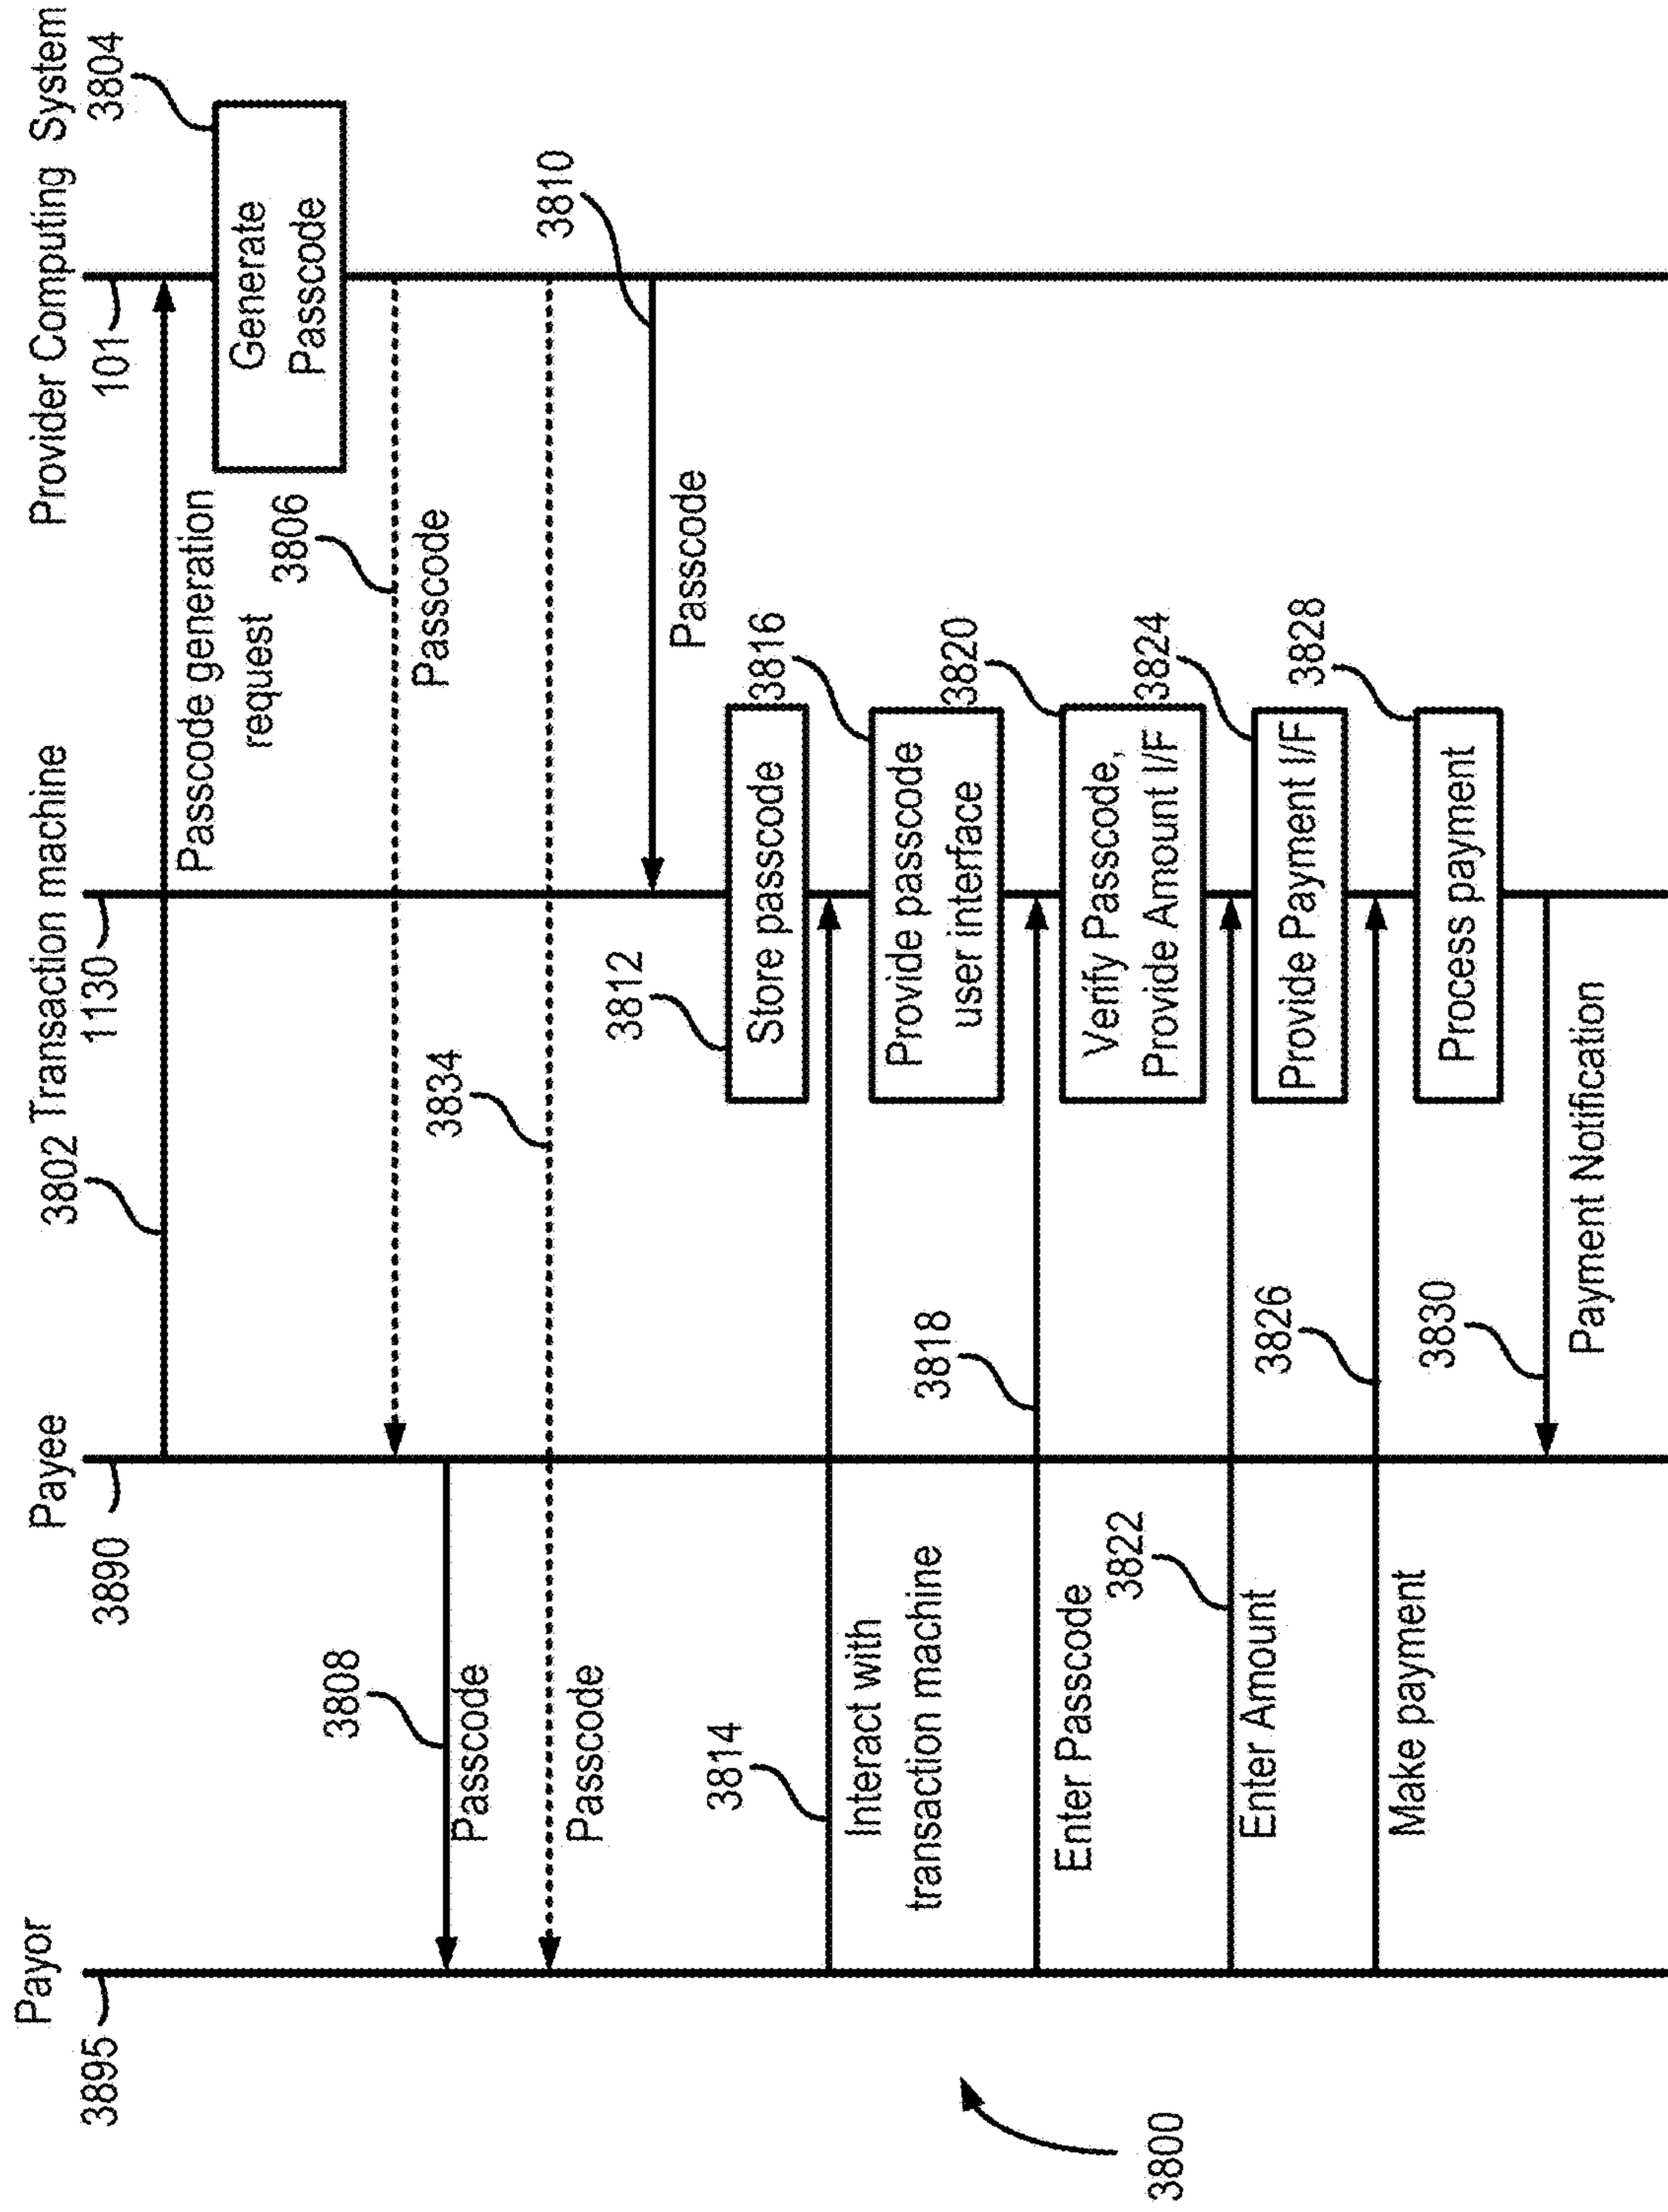 Payor
Payee
Transaction machine
Provider Computing System
3895
3890
1130
101
3802
Passcode generation
request
3804
Generate
Passcode
3806
Passcode
3808
Passcode
3834
Passcode
3810
Passcode
3812
Store passcode
3814
Interact with
transaction machine
3816
Provide passcode
user interface
3818
Enter Passcode
3820
Verify Passcode,
Provide Amount I/F
3822
Enter Amount
3824
Provide Payment I/F
3826
Make payment
3828
Process payment
3830
Payment Notification
3800